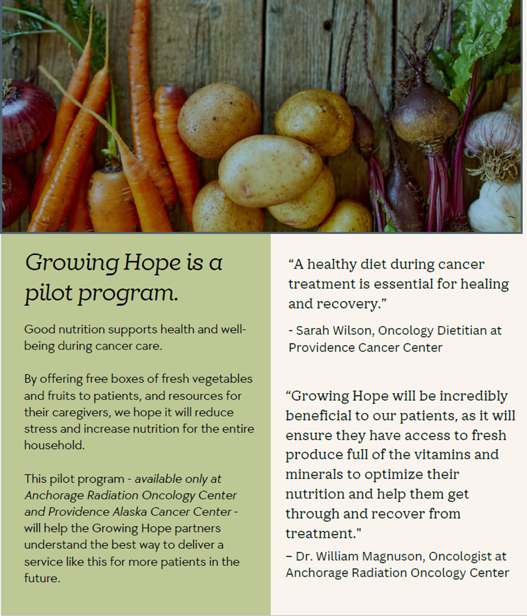 Growing Hope is a
pilot program.
Good nutrition supports health and well-
being during cancer care.
By offering free boxes of fresh vegetables
and fruits to patients, and resources for
their caregivers, we hope it will reduce
stress and increase nutrition for the entire
household.
This pilot program - available only at
Anchorage Radiation Oncology Center
and Providence Alaska Cancer Center -
will help the Growing Hope partners
understand the best way to deliver a
service like this for more patients in the
future.
“A healthy diet during cancer
treatment is essential for healing
and recovery.”
- Sarah Wilson, Oncology Dietitian at
Providence Cancer Center
“Growing Hope will be incredibly
beneficial to our patients, as it will
ensure they have access to fresh
produce full of the vitamins and
minerals to optimize their
nutrition and help them get
through and recover from
treatment."
– Dr. William Magnuson, Oncologist at
Anchorage Radiation Oncology Center